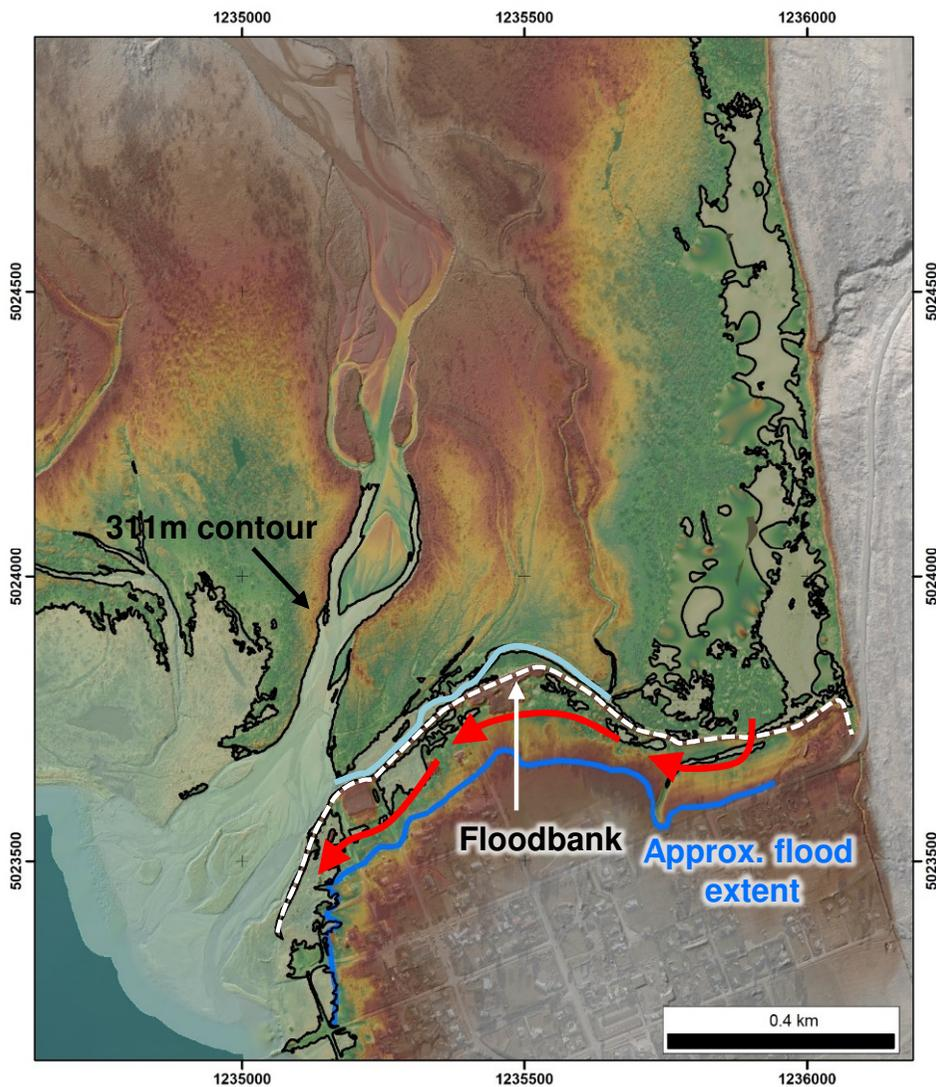 1235000 1235500 1236000
5024500 5024500
311m contour
5024000 5024000
Floodbank
Approx. flood
extent
5023500 5023500
0.4 km
1235000 1235500 1236000